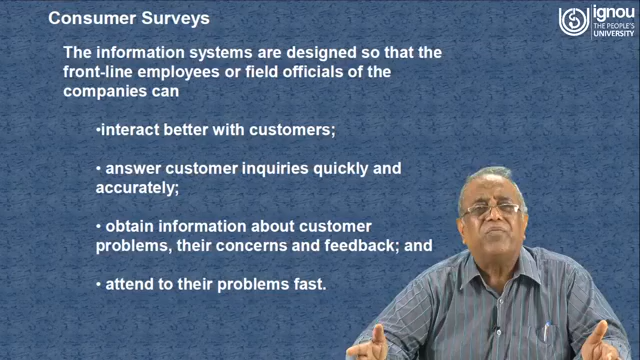 Consumer Surveys
ignou
THE PEOPLE'S
UNIVERSITY
The information systems are designed so that the
front-line employees or field officials of the
companies can
•interact better with customers;
• answer customer inquiries quickly and
accurately;
• obtain information about customer
problems, their concerns and feedback; and
• attend to their problems fast.